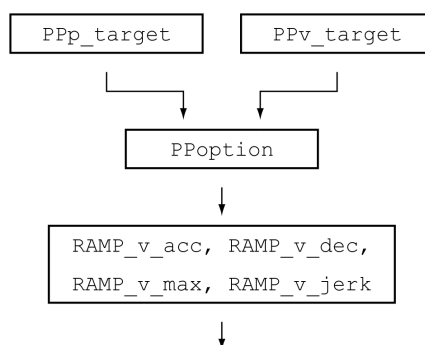 PPp_target
PPv_target
PPoption
RAMP_v_acc, RAMP_v_dec,
RAMP_v_max, RAMP_v_jerk